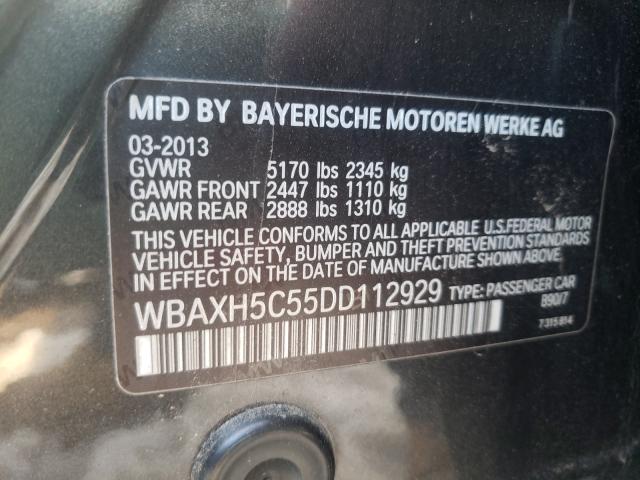 MFD BY BAYERISCHE MOTOREN WERKE AG
03-2013
GVWR 5170 lbs 2345 kg
GAWR FRONT 2447 lbs 1110 kg
GAWR REAR 2888 lbs 1310 kg
THIS VEHICLE CONFORMS TO ALL APPLICABLE U.S.FEDERAL MOTOR
VEHICLE SAFETY, BUMPER AND THEFT PREVENTION STANDARDS
IN EFFECT ON THE DATE OF MANUFACTURE SHOWN ABOVE.
WBAXH5C55DD112929 TYPE: PASSENGER CAR
890/7
7315814